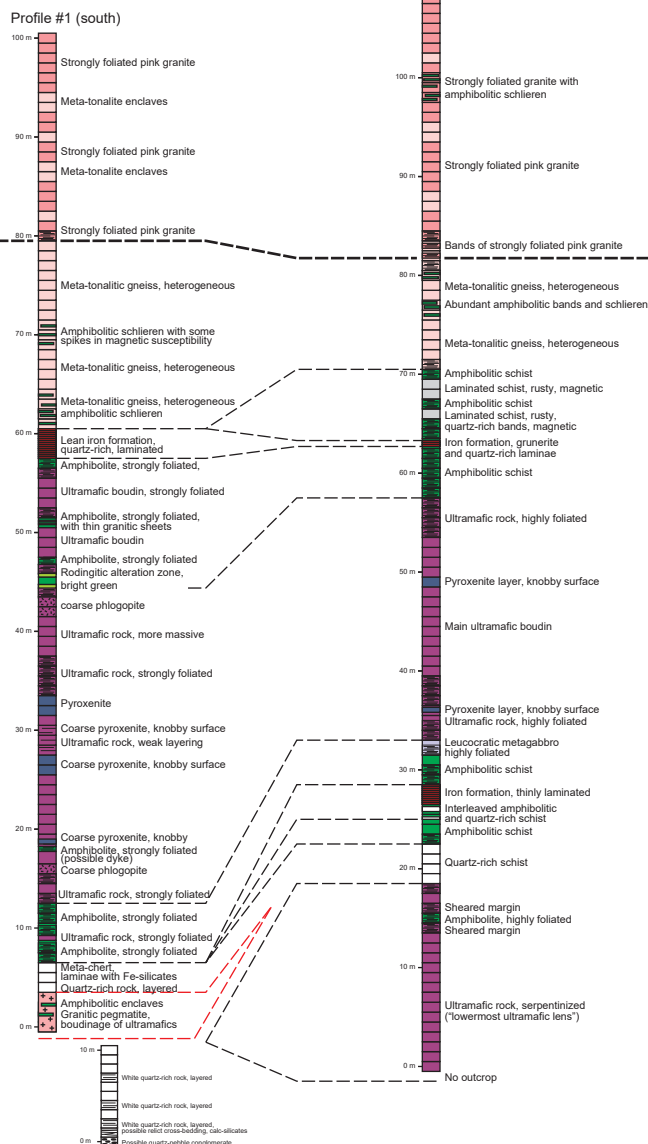 Profile #1 (south)
100 m
Strongly foliated pink granite
Meta-tonalite enclaves
90 m
Strongly foliated pink granite
Meta-tonalite enclaves
Strongly foliated pink granite
80 m
Meta-tonalitic gneiss, heterogeneous
Amphibolitic schlieren with some
spikes in magnetic susceptibility
70 m
Meta-tonalitic gneiss, heterogeneous
Meta-tonalitic gneiss, heterogeneous
amphibolitic schlieren
60 m
Lean iron formation,
quartz-rich, laminated
Amphibolite, strongly foliated,
Ultramafic boudin, strongly foliated
Amphibolite, strongly foliated,
with thin granitic sheets
50 m
Ultramafic boudin
Amphibolite, strongly foliated
Rodingitic alteration zone,
bright green
coarse phlogopite
40 m
Ultramafic rock, more massive
Ultramafic rock, strongly foliated
Pyroxenite
30 m
Coarse pyroxenite, knobby surface
Ultramafic rock, weak layering
Coarse pyroxenite, knobby surface
20 m
Coarse pyroxenite, knobby
Amphibolite, strongly foliated
(possible dyke)
Coarse phlogopite
Ultramafic rock, strongly foliated
Amphibolite, strongly foliated
10 m
Ultramafic rock, strongly foliated
Amphibolite, strongly foliated
Meta-chert,
laminae with Fe-silicates
Quartz-rich rock, layered
Amphibolitic enclaves
Granitic pegmatite,
boudinage of ultramafics
0 m
10 m
White quartz-rich rock, layered
White quartz-rich rock, layered
White quartz-rich rock, layered,
possible relict cross-bedding, calc-silicates
0 m
Possible quartz-pebble conglomerate
100 m
Strongly foliated granite with
amphibolitic schlieren
Strongly foliated pink granite
90 m
Bands of strongly foliated pink granite
80 m
Meta-tonalitic gneiss, heterogeneous
Abundant amphibolitic bands and schlieren
Meta-tonalitic gneiss, heterogeneous
70 m
Amphibolitic schist
Laminated schist, rusty, magnetic
Amphibolitic schist
Laminated schist, rusty,
quartz-rich bands, magnetic
Iron formation, grunerite
and quartz-rich laminae
60 m
Amphibolitic schist
Ultramafic rock, highly foliated
50 m
Pyroxenite layer, knobby surface
Main ultramafic boudin
40 m
Pyroxenite layer, knobby surface
Ultramafic rock, highly foliated
Leucocratic metagabbro
highly foliated
30 m
Amphibolitic schist
Iron formation, thinly laminated
Interleaved amphibolitic
and quartz-rich schist
Amphibolitic schist
20 m
Quartz-rich schist
Sheared margin
Amphibolite, highly foliated
Sheared margin
10 m
Ultramafic rock, serpentinized
(“lowermost ultramafic lens”)
0 m
No outcrop